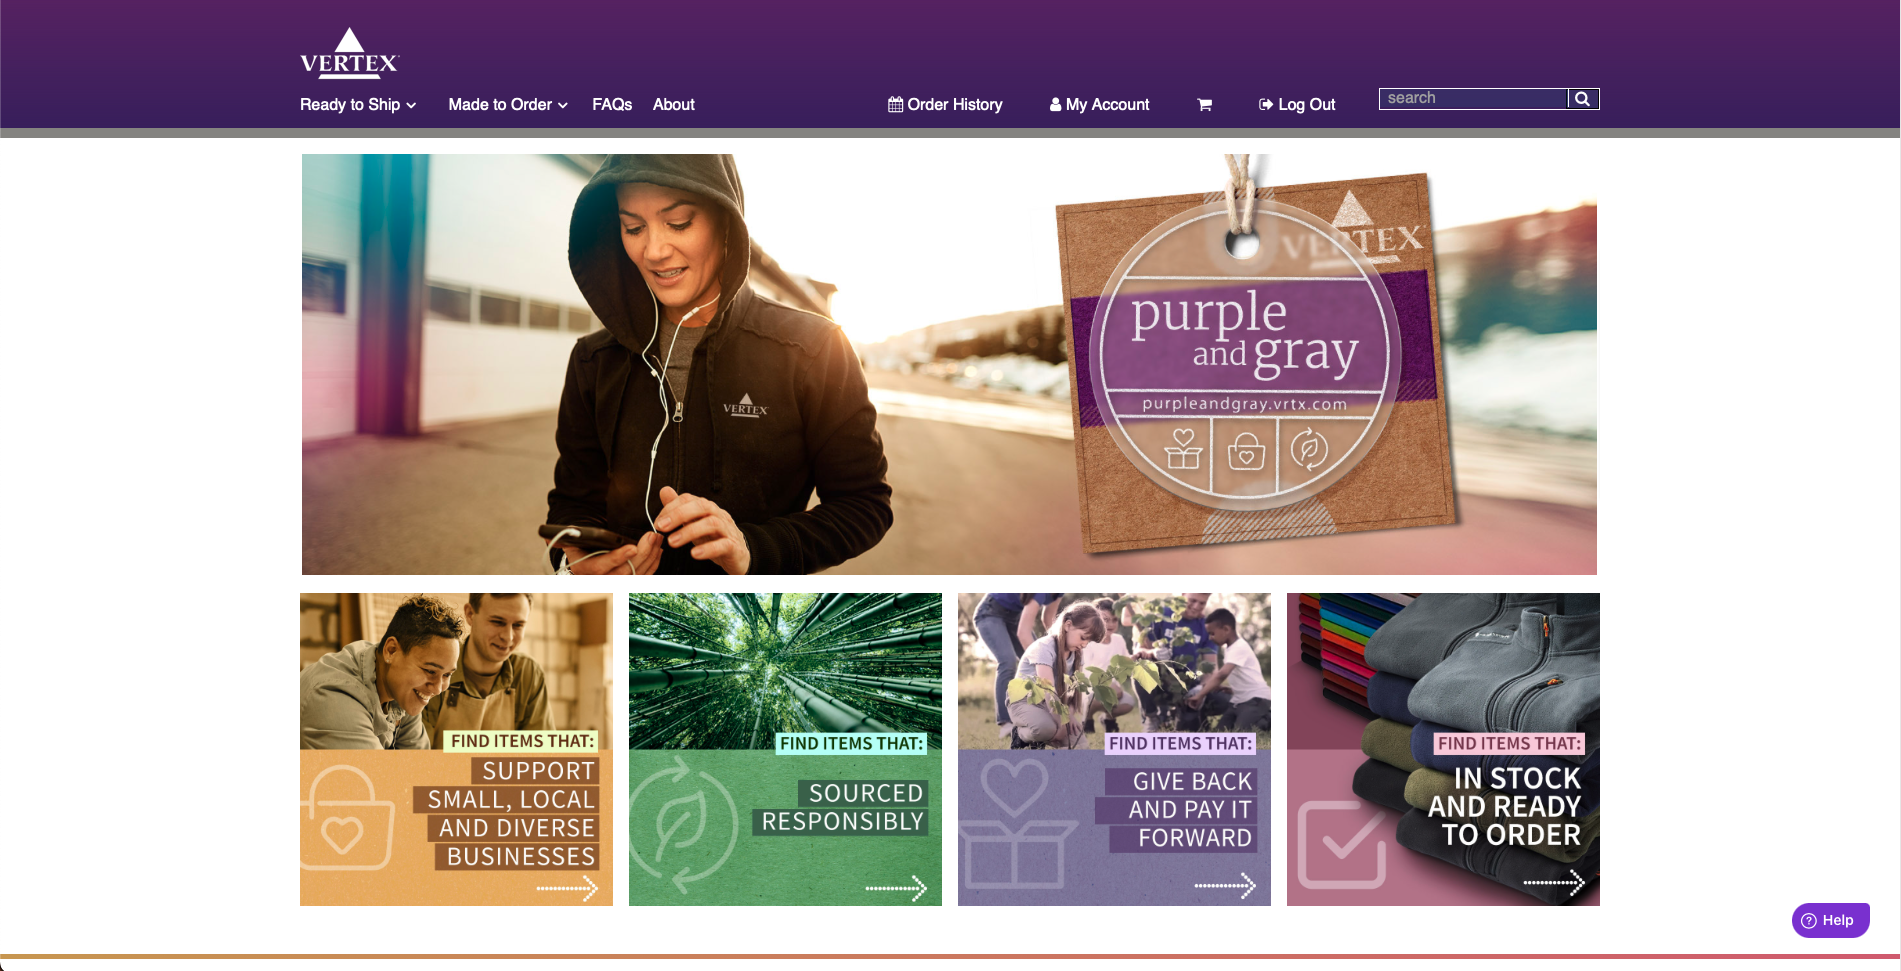 VERTEX
Ready to Ship
Made to Order
FAQs
About
Order History
My Account
Log Out
search
VERTEX
VERTEX
purple
and gray
purpleandgray.vrtx.com
FIND ITEMS THAT:
SUPPORT
SMALL, LOCAL
AND DIVERSE
BUSINESSES
FIND ITEMS THAT:
SOURCED
RESPONSIBLY
FIND ITEMS THAT:
GIVE BACK
AND PAY IT
FORWARD
FIND ITEMS THAT:
IN STOCK
AND READY
TO ORDER
Help